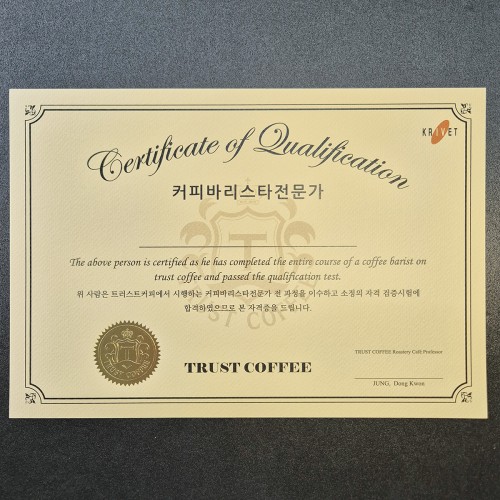 KRIVET
Certificate of Qualification
커피바리스타전문가
The above person is certified as he has completed the entire course of a coffee barist on
trust coffee and passed the qualification test.
위 사람은 트러스트커피에서 시행하는 커피바리스타전문가 전 과정을 이수하고 소정의 자격 검증시험에
합격하였으므로 본 자격증을 드립니다.
TRUST COFFEE
TRUST COFFEE
TRUST COFFEE Roastery Café Professor
JUNG, Dong Kwon